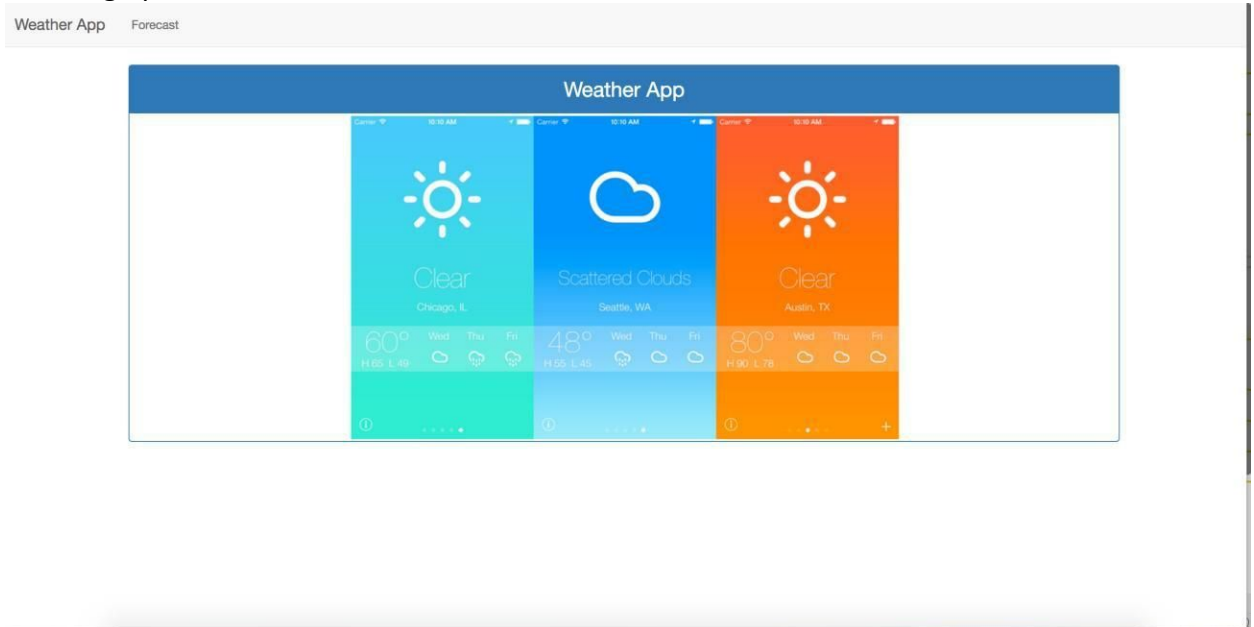 Weather App Forecast
Weather App
Carrier 10:10 AM
Clear
Chicago, IL
60° Wed Thu Fri
H 65 L 49
Carrier 10:10 AM
Scattered Clouds
Seattle, WA
48° Wed Thu Fri
H 55 L 45
Carrier 10:10 AM
Clear
Austin, TX
80° Wed Thu Fri
H 90 L 78
+